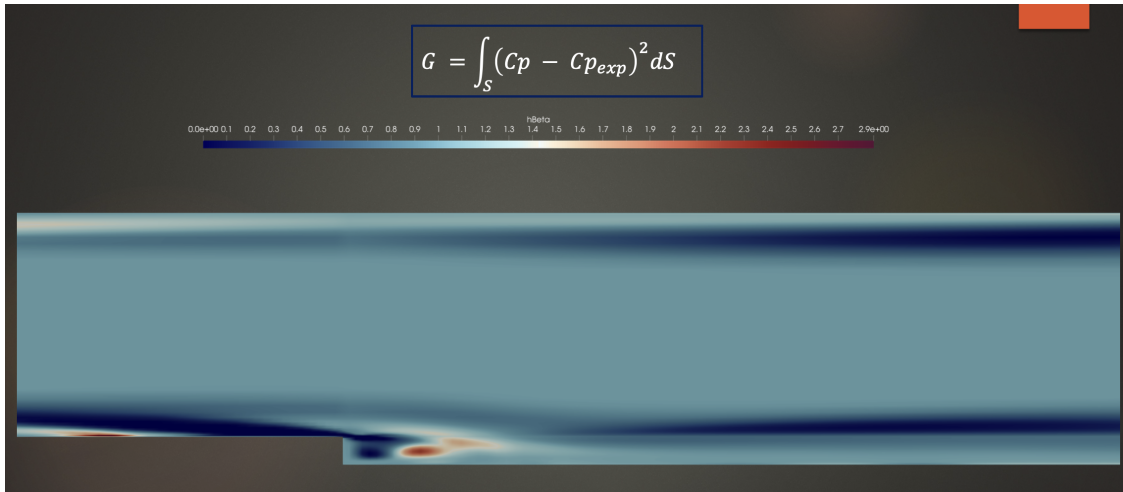 G = ∫_S (Cp − Cp_exp)² dS
hBeta
0.0e+00 0.1 0.2 0.3 0.4 0.5 0.6 0.7 0.8 0.9 1 1.1 1.2 1.3 1.4 1.5 1.6 1.7 1.8 1.9 2 2.1 2.2 2.3 2.4 2.5 2.6 2.7 2.9e+00